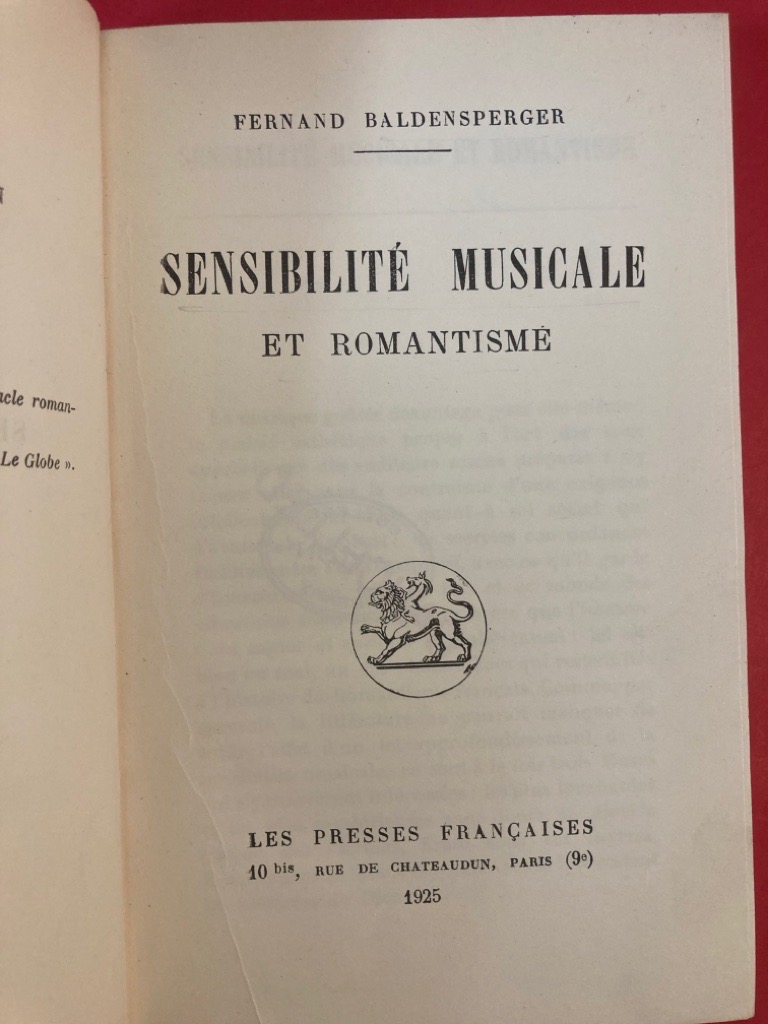 acle roman-
Le Globe ».
FERNAND BALDENSPERGER
SENSIBILITÉ MUSICALE
ET ROMANTISME
LES PRESSES FRANÇAISES
10 bis, RUE DE CHATEAUDUN, PARIS (9e)
1925